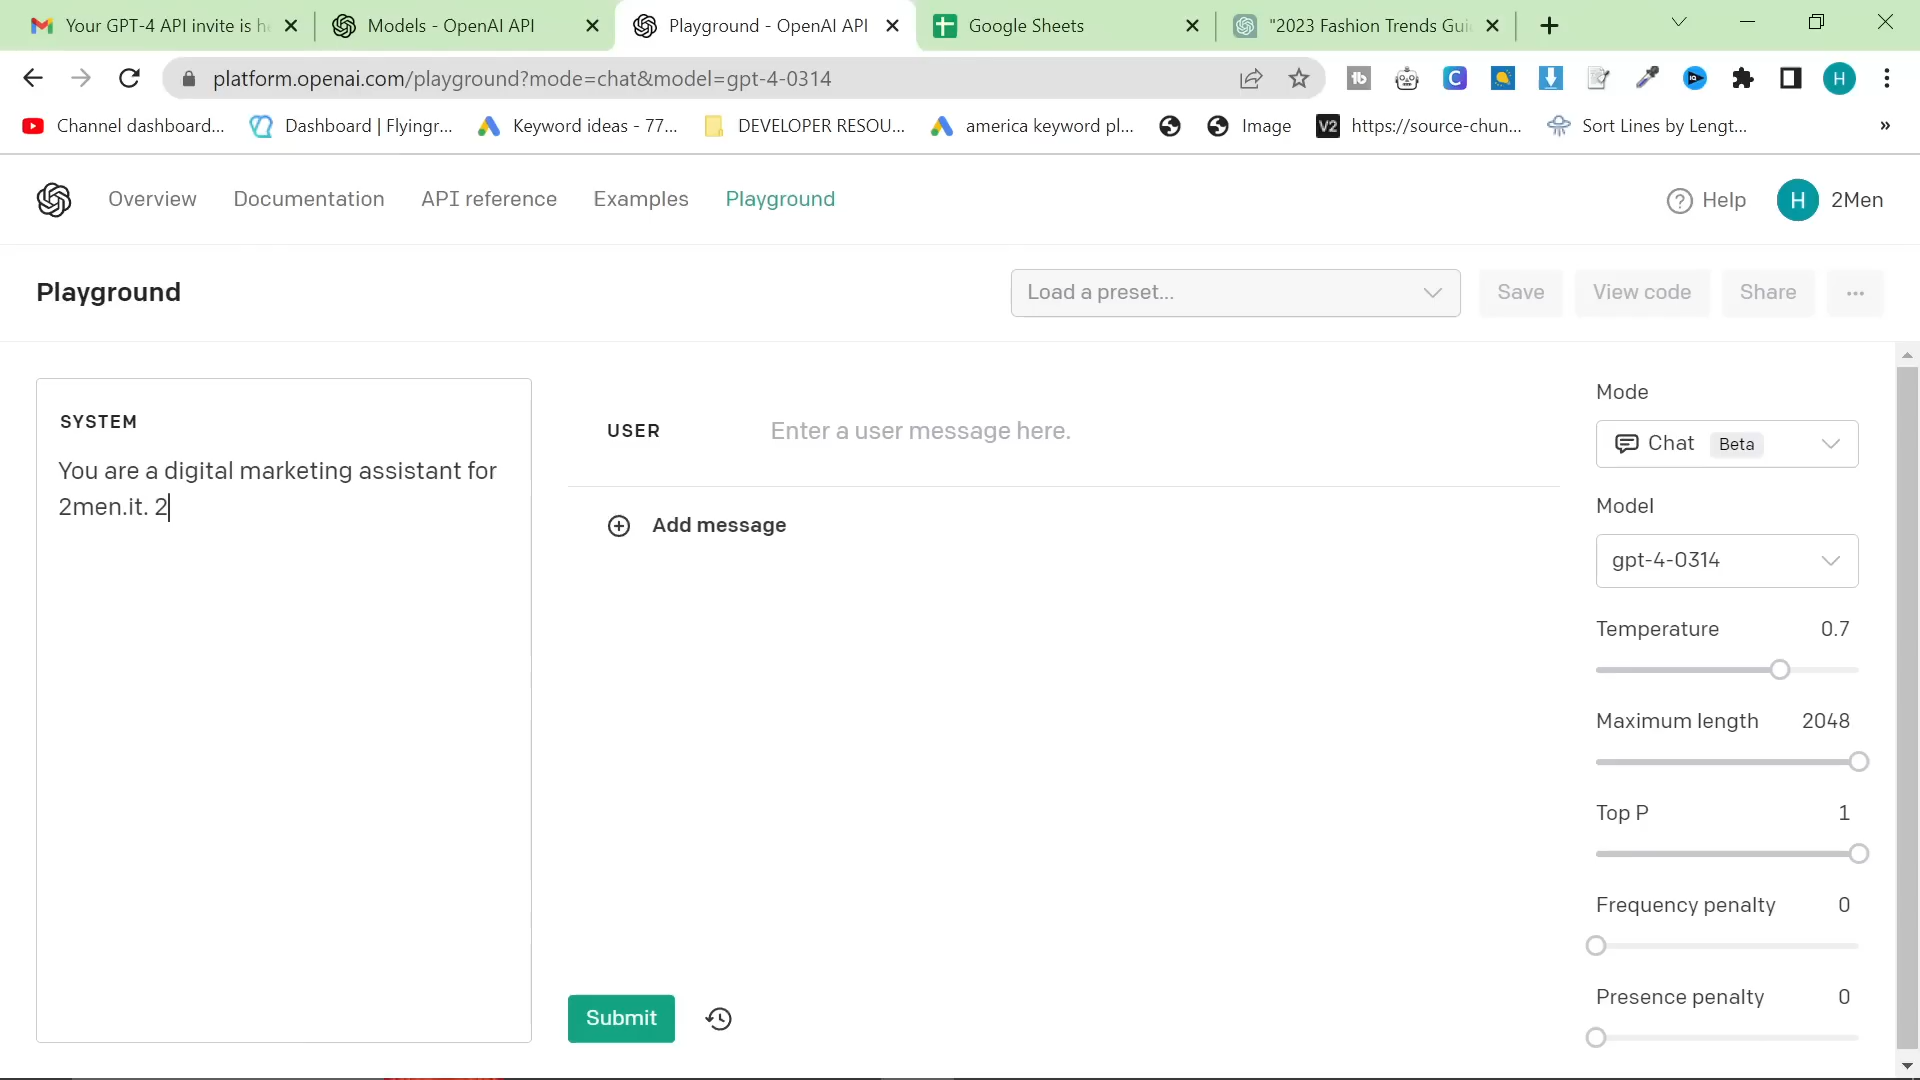 Your GPT-4 API invite is he
Models - OpenAI API
Playground - OpenAI API
Google Sheets
"2023 Fashion Trends Gui
platform.openai.com/playground?mode=chat&model=gpt-4-0314
H
Channel dashboard...
Dashboard | Flyingr...
Keyword ideas - 77...
DEVELOPER RESOU...
america keyword pl...
Image
V2
https://source-chun...
Sort Lines by Lengt...
»
Overview
Documentation
API reference
Examples
Playground
Help
H
2Men
Playground
Load a preset...
Save
View code
Share
...
SYSTEM
You are a digital marketing assistant for
2men.it. 2
USER
Enter a user message here.
Add message
Submit
Mode
Chat Beta
Model
gpt-4-0314
Temperature 0.7
Maximum length 2048
Top P 1
Frequency penalty 0
Presence penalty 0